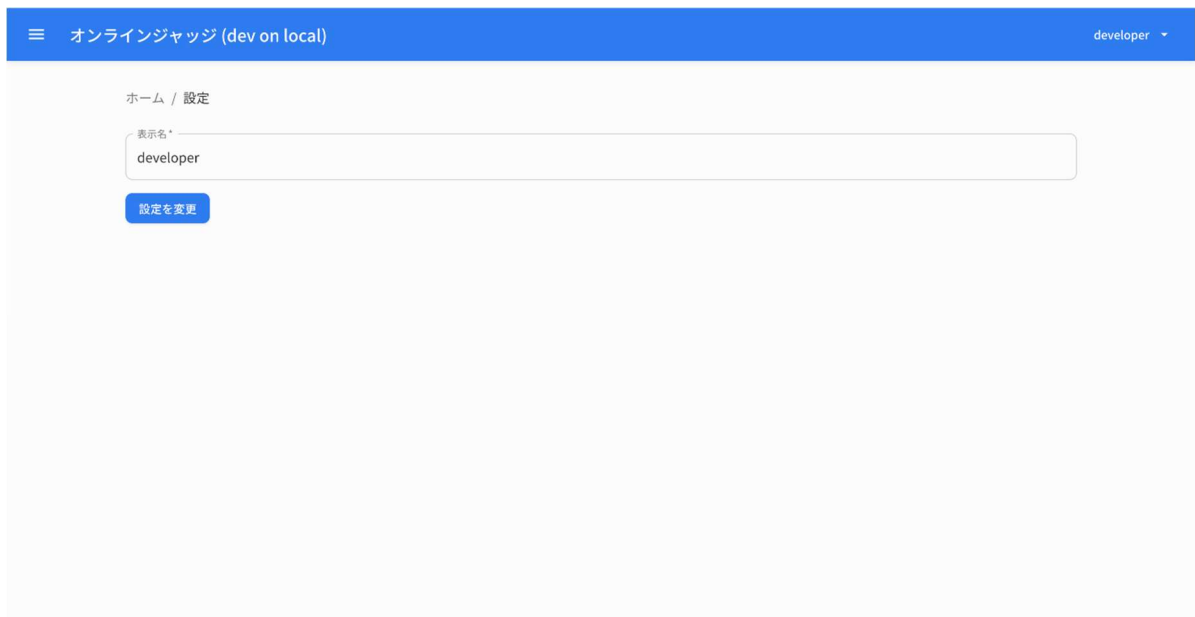 オンラインジャッジ (dev on local)
developer
ホーム / 設定
表示名 *
developer
設定を変更